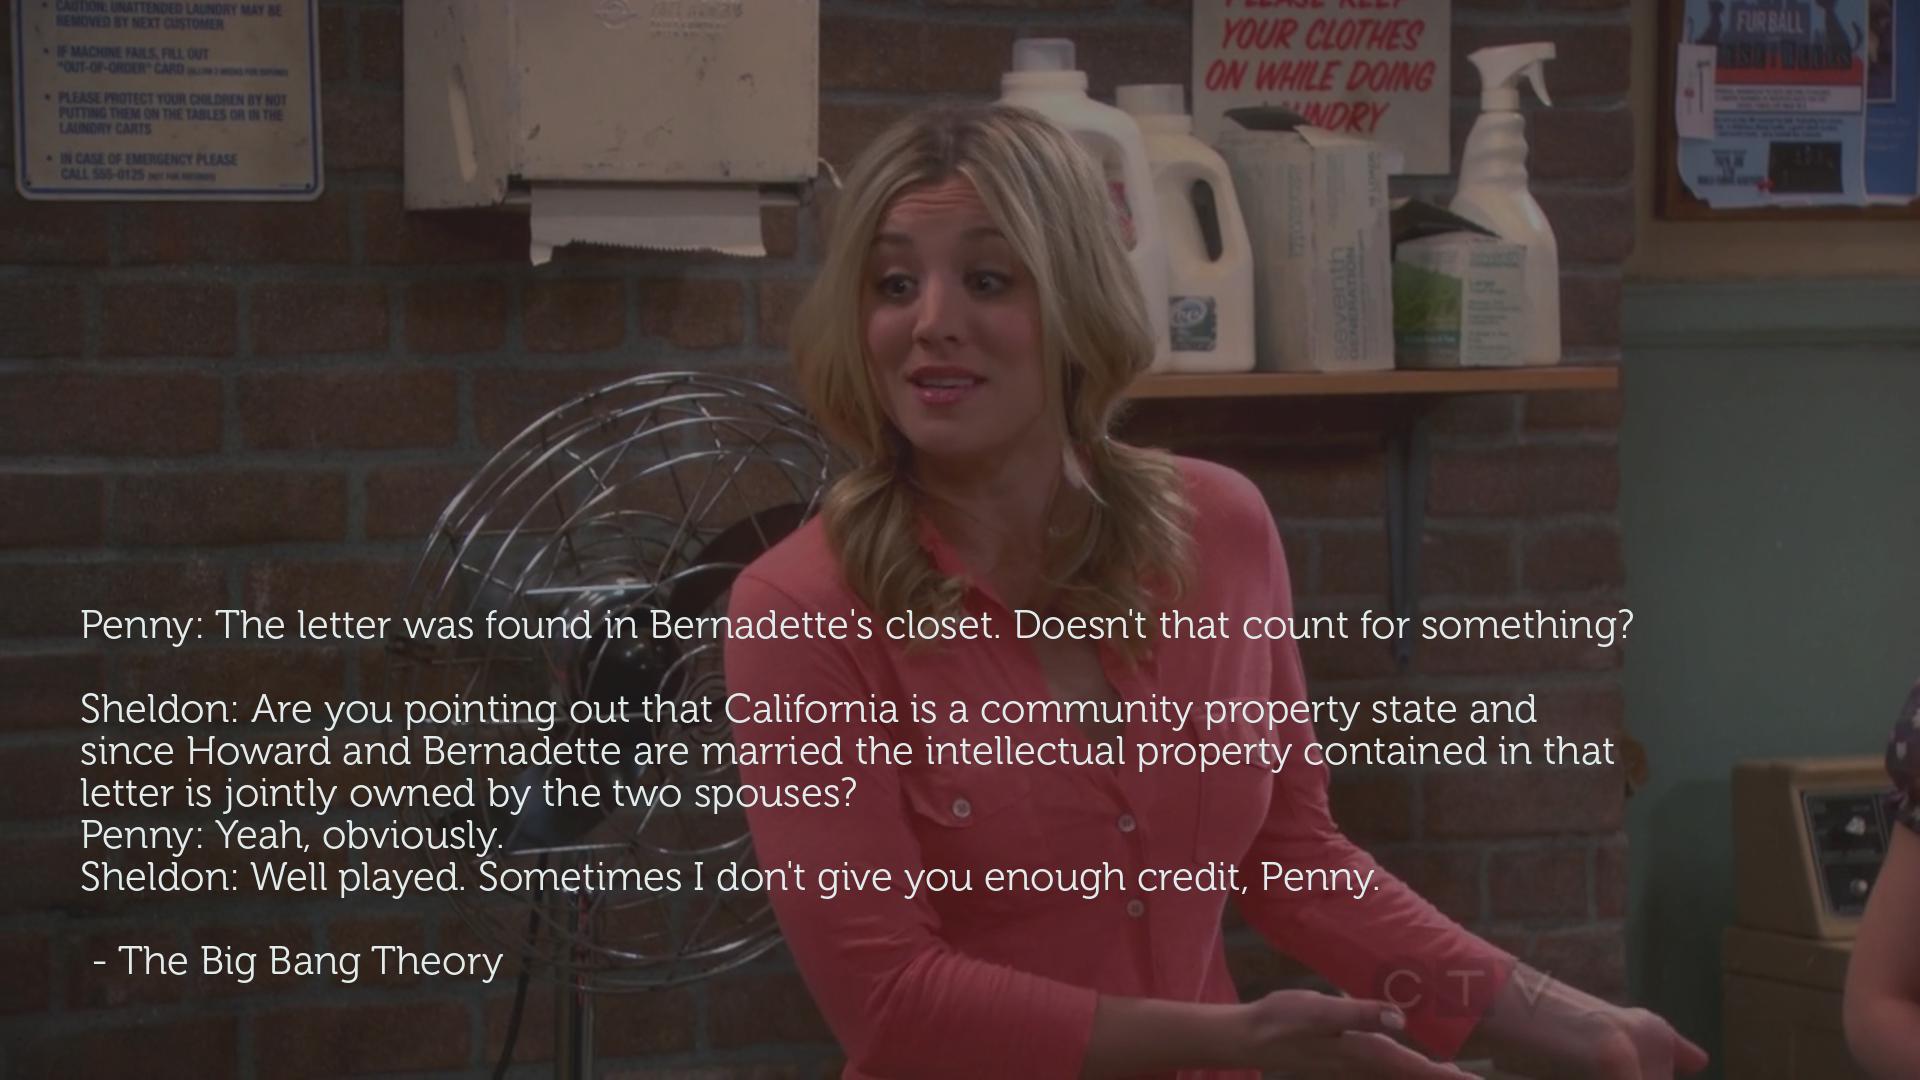 CAUTION: UNATTENDED LAUNDRY MAY BE
REMOVED BY NEXT CUSTOMER
• IF MACHINE FAILS, FILL OUT
"OUT-OF-ORDER" CARD
• PLEASE PROTECT YOUR CHILDREN BY NOT
PUTTING THEM ON THE TABLES OR IN THE
LAUNDRY CARTS
• IN CASE OF EMERGENCY PLEASE
CALL 555-0125
PLEASE KEEP
YOUR CLOTHES
ON WHILE DOING
LAUNDRY
FURBALL
seventh
GENERATION
Penny: The letter was found in Bernadette's closet. Doesn't that count for something?
Sheldon: Are you pointing out that California is a community property state and
since Howard and Bernadette are married the intellectual property contained in that
letter is jointly owned by the two spouses?
Penny: Yeah, obviously.
Sheldon: Well played. Sometimes I don't give you enough credit, Penny.
- The Big Bang Theory
CTV